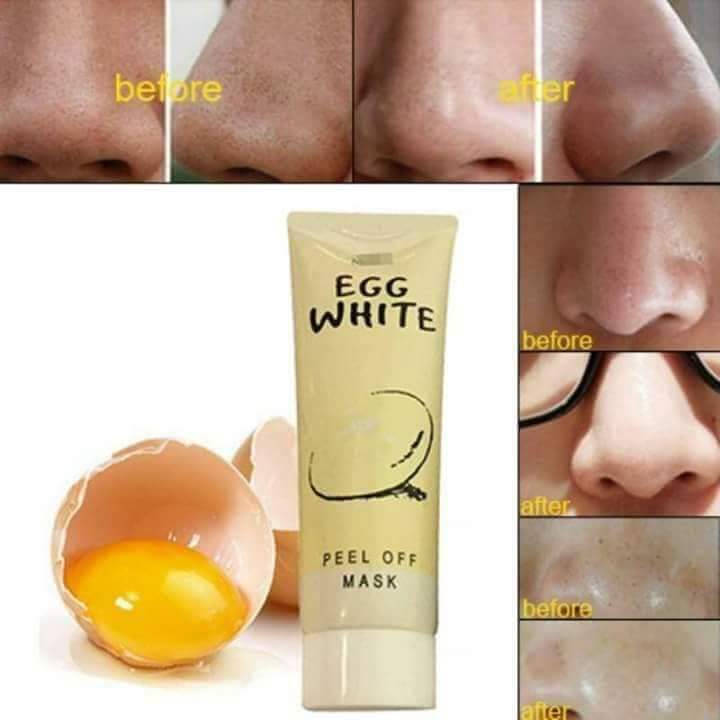 before
after
EGG
WHITE
PEEL OFF
MASK
before
after
before
after